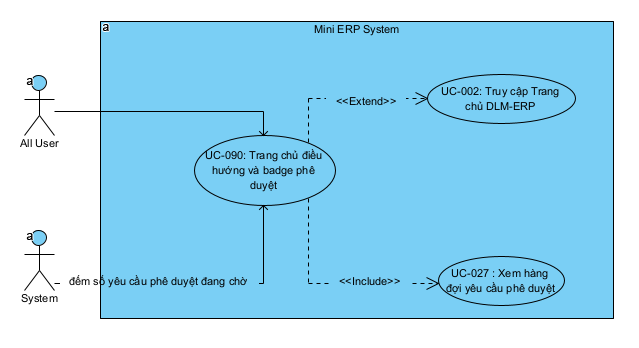 a
Mini ERP System
a
All User
UC-002: Truy cập Trang
chủ DLM-ERP
<<Extend>>
UC-090: Trang chủ điều
hướng và badge phê
duyệt
a
System
đếm số yêu cầu phê duyệt đang chờ
<<Include>>
UC-027 : Xem hàng
đợi yêu cầu phê duyệt